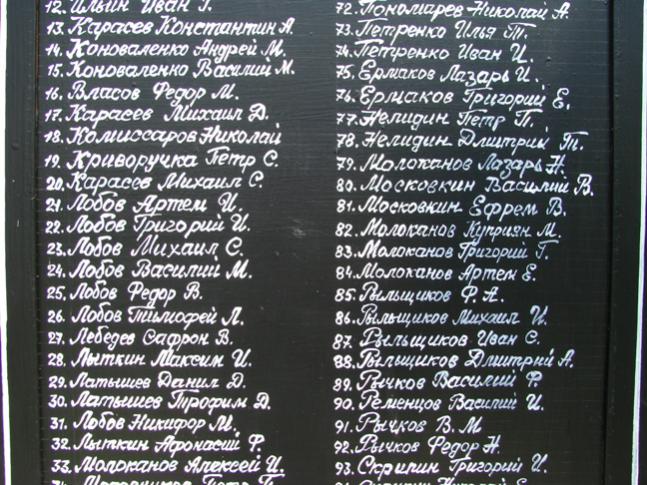 12. Ильин Иван Г.
13. Карасев Константин А.
14. Коноваленко Андрей М.
15. Коноваленко Василий М.
16. Власов Федор М.
17. Карасев Михаил Д.
18. Комиссаров Николай
19. Криворучка Петр С.
20. Карасев Михаил С.
21. Лобов Артем И.
22. Лобов Григорий И.
23. Лобов Михаил С.
24. Лобов Василий М.
25. Лобов Федор В.
26. Лобов Тимофей Л.
27. Лебедев Сафрон В.
28. Лыткин Максим И.
29. Латышев Данил Д.
30. Латышев Трофим Д.
31. Лобов Никифор М.
32. Лыткин Афонасий Ф.
33. Молоканов Алексей И.
72. Пономарев Николай А.
73. Петренко Илья Т.
74. Петренко Иван И.
75. Ермаков Лазарь И.
76. Ермаков Григорий Е.
77. Нелидин Петр П.
78. Нелидин Дмитрий Т.
79. Молоканов Лазарь Н.
80. Московкин Василий В.
81. Московкин Ефрем В.
82. Молоканов Куприян М.
83. Молоканов Григорий Г.
84. Молоканов Артем Е.
85. Рыльщиков Ф. А.
86. Рыльщиков Михаил И.
87. Рыльщиков Иван С.
88. Рыльщиков Дмитрий А.
89. Рычков Василий Ф.
90. Ременцов Василий И.
91. Рычков В. М
92. Рычков Федор Н.
93. Скрипин Григорий И.